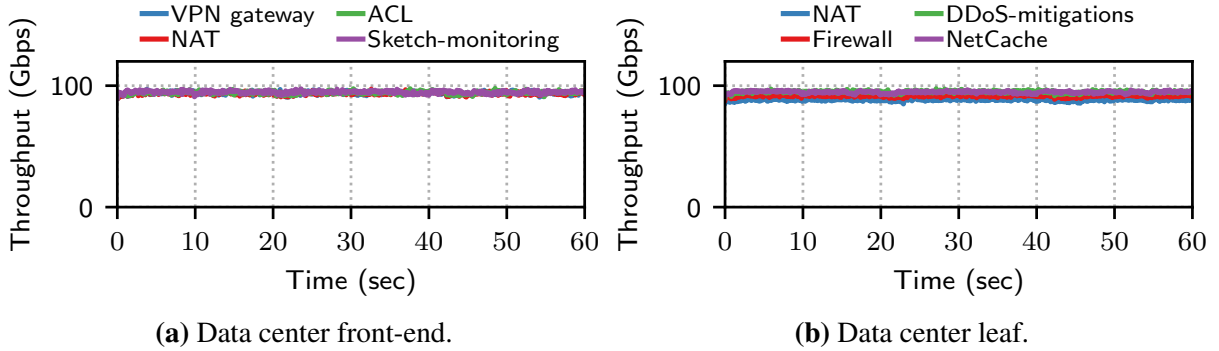 VPN gateway ACL
NAT Sketch-monitoring
Throughput (Gbps)
100
0
0 10 20 30 40 50 60
Time (sec)
(a) Data center front-end.
NAT DDoS-mitigations
Firewall NetCache
Throughput (Gbps)
100
0
0 10 20 30 40 50 60
Time (sec)
(b) Data center leaf.